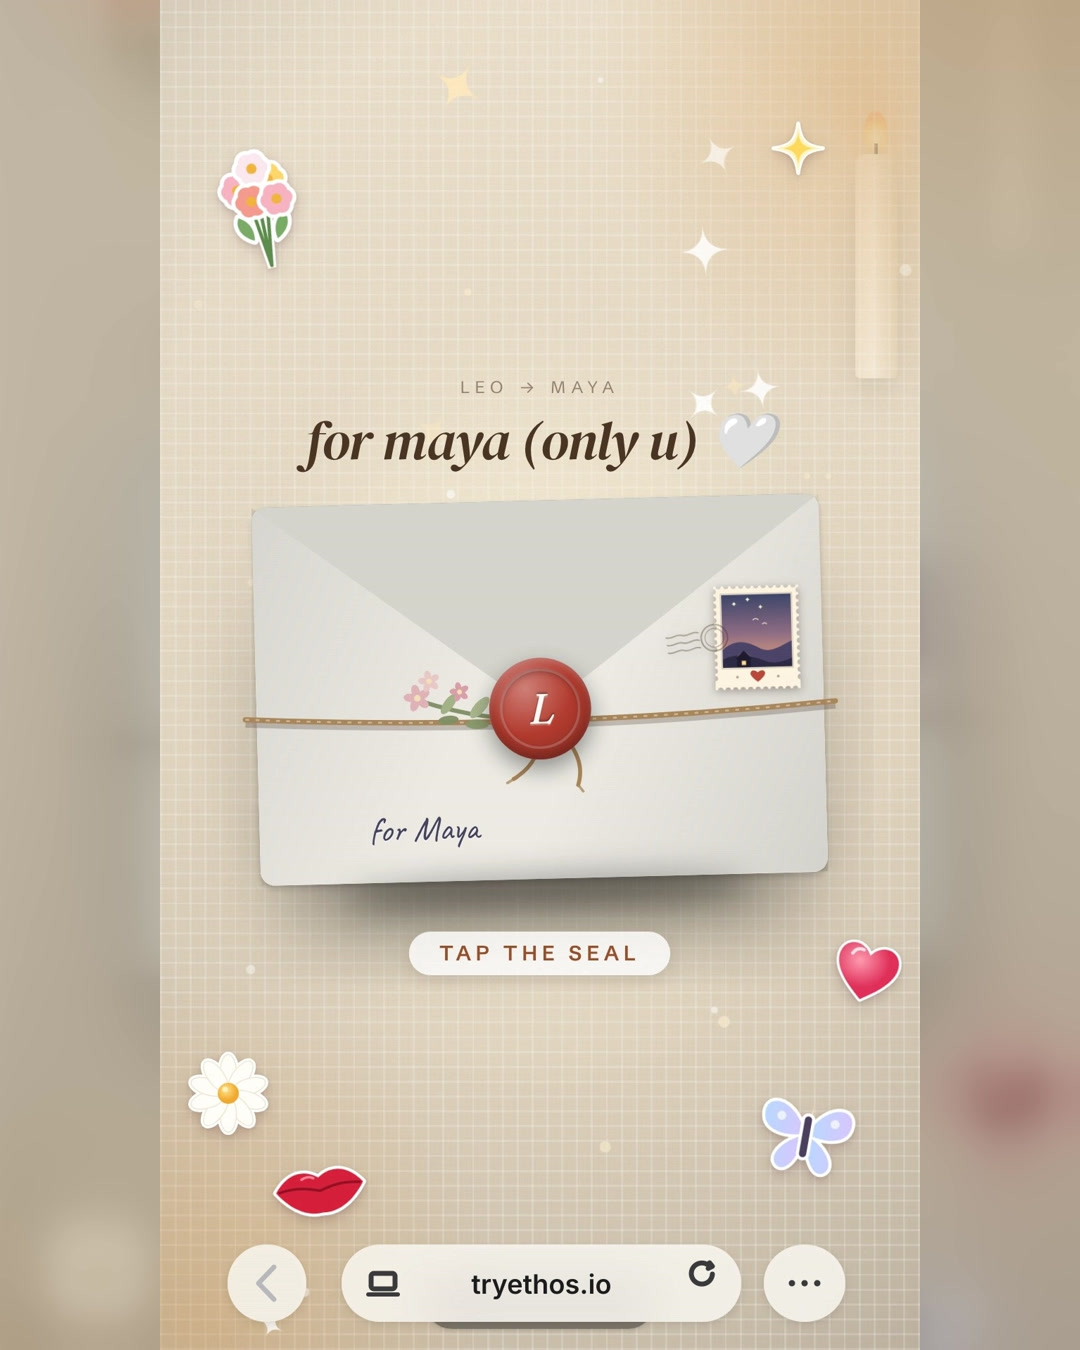 LEO → MAYA
for maya (only u) 🤍
L
for Maya
TAP THE SEAL
tryethos.io